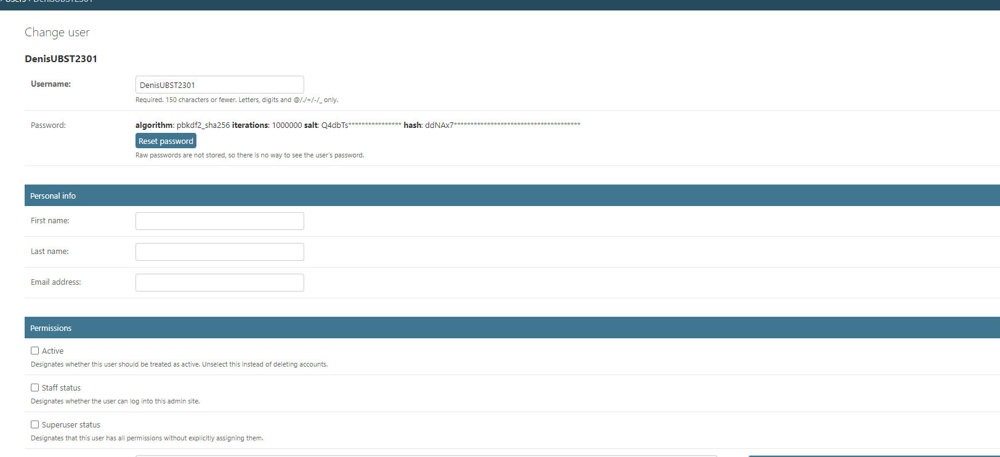 › Users › DenisUBST2301
Change user
DenisUBST2301
Username:
DenisUBST2301
Required. 150 characters or fewer. Letters, digits and @/./+/-/_ only.
Password:
algorithm: pbkdf2_sha256 iterations: 1000000 salt: Q4dbTs**************** hash: ddNAx7**************************************
Reset password
Raw passwords are not stored, so there is no way to see the user's password.
Personal info
First name:
Last name:
Email address:
Permissions
Active
Designates whether this user should be treated as active. Unselect this instead of deleting accounts.
Staff status
Designates whether the user can log into this admin site.
Superuser status
Designates that this user has all permissions without explicitly assigning them.